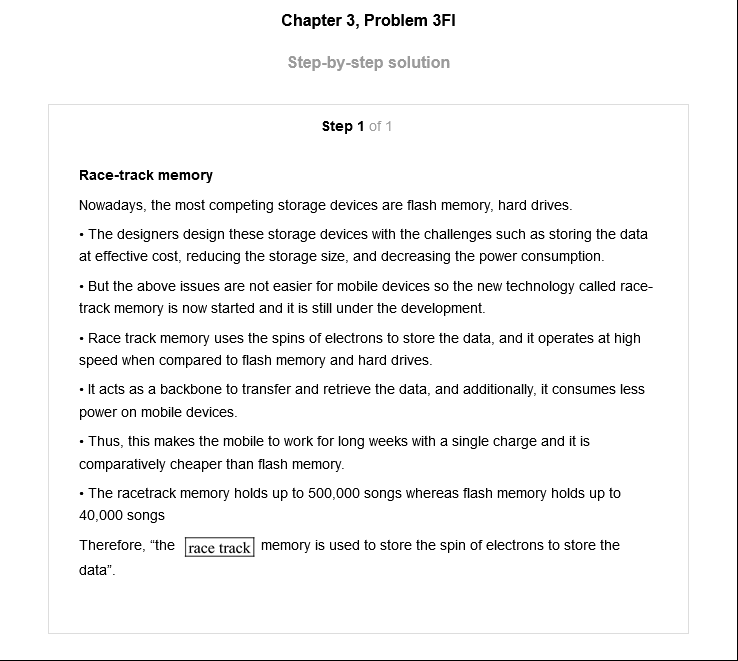 Chapter 3, Problem 3FI
Step-by-step solution
Step 1 of 1
Race-track memory
Nowadays, the most competing storage devices are flash memory, hard drives.
• The designers design these storage devices with the challenges such as storing the data
at effective cost, reducing the storage size, and decreasing the power consumption.
• But the above issues are not easier for mobile devices so the new technology called race-
track memory is now started and it is still under the development.
• Race track memory uses the spins of electrons to store the data, and it operates at high
speed when compared to flash memory and hard drives.
• It acts as a backbone to transfer and retrieve the data, and additionally, it consumes less
power on mobile devices.
• Thus, this makes the mobile to work for long weeks with a single charge and it is
comparatively cheaper than flash memory.
• The racetrack memory holds up to 500,000 songs whereas flash memory holds up to
40,000 songs
Therefore, “the race track memory is used to store the spin of electrons to store the
data”.